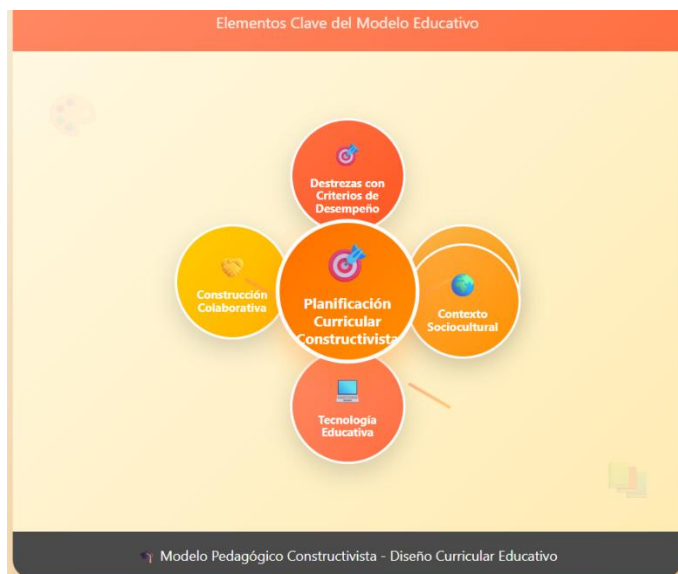 Elementos Clave del Modelo Educativo
Destrezas con
Criterios de
Desempeño
Construcción
Colaborativa
Planificación
Curricular
Constructivista
Contexto
Sociocultural
Tecnología
Educativa
Modelo Pedagógico Constructivista - Diseño Curricular Educativo